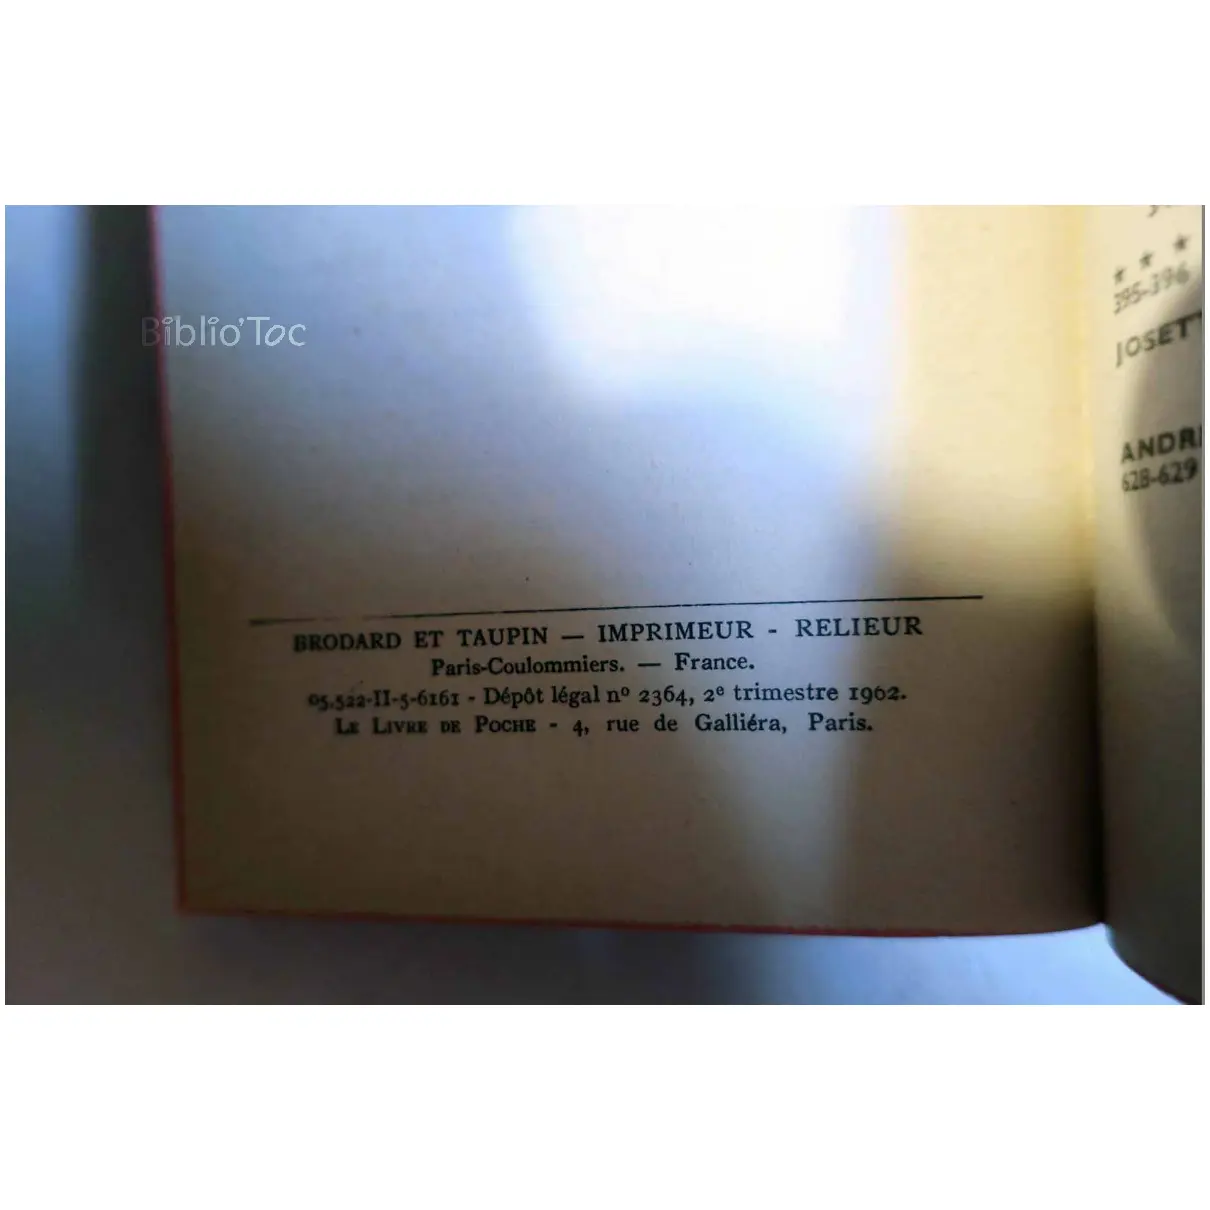 Biblio'Toc
BRODARD ET TAUPIN — IMPRIMEUR - RELIEUR
Paris-Coulommiers. — France.
05.522-II-5-6161 - Dépôt légal nº 2364, 2e trimestre 1962.
LE LIVRE DE POCHE - 4, rue de Galliéra, Paris.
* * *
395-396
JOSETT
ANDR
628-629